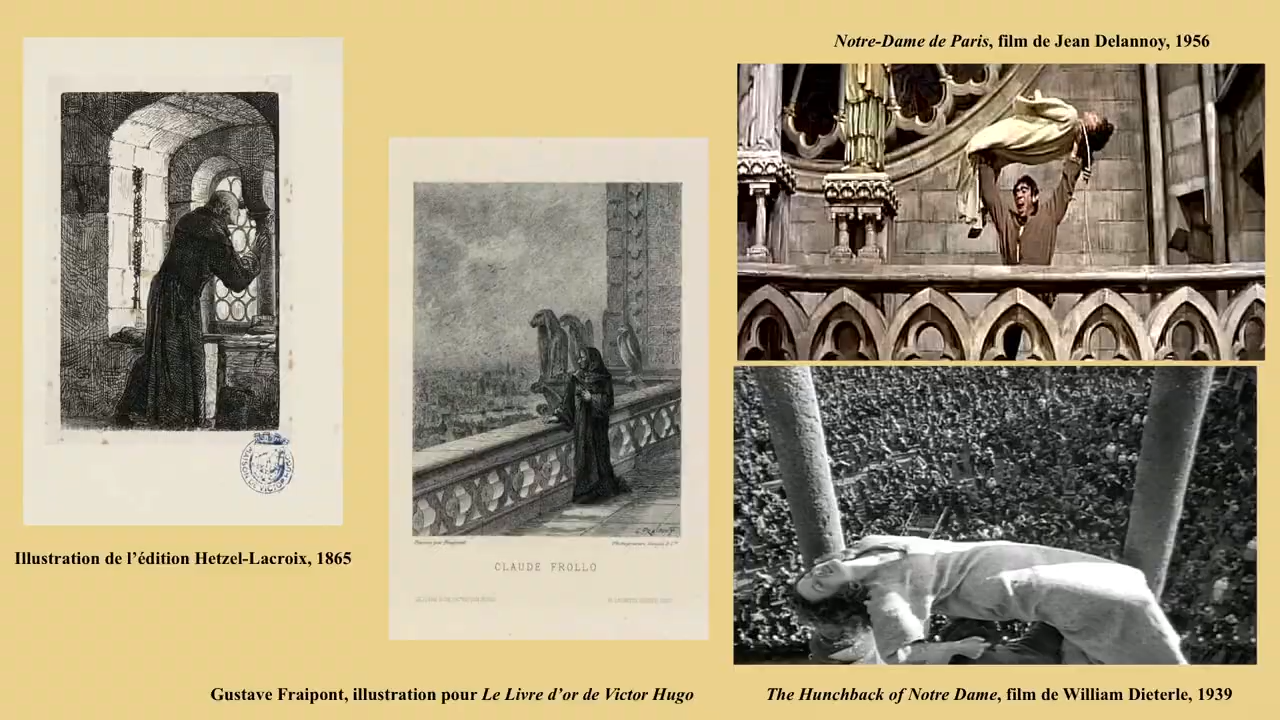 Notre-Dame de Paris, film de Jean Delannoy, 1956
Illustration de l’édition Hetzel-Lacroix, 1865
CLAUDE FROLLO
Gustave Fraipont, illustration pour Le Livre d’or de Victor Hugo
The Hunchback of Notre Dame, film de William Dieterle, 1939